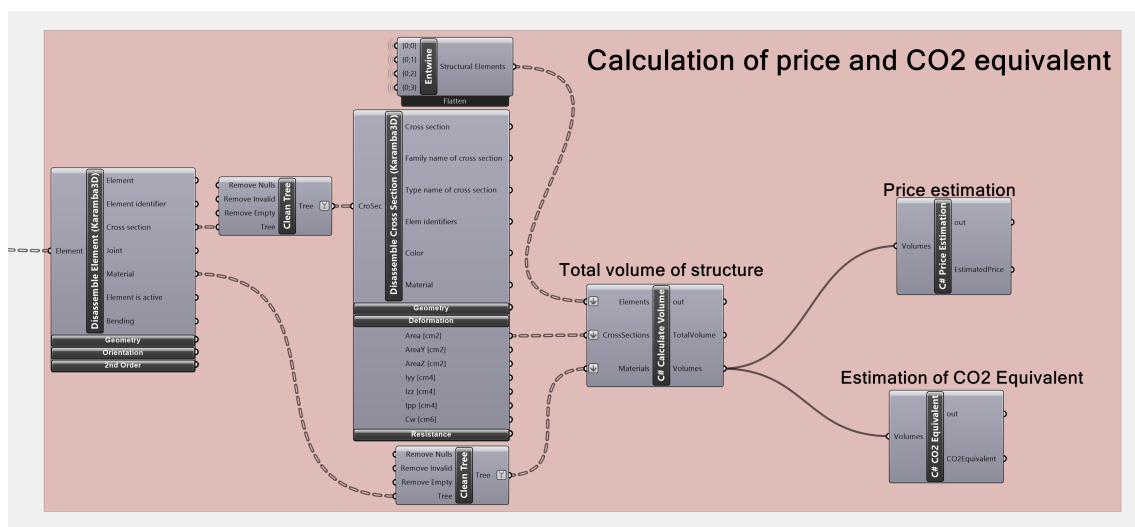 Calculation of price and CO2 equivalent
{0;0}
{0;1}
{0;2}
{0;3}
Entwine
Structural Elements
Flatten
Disassemble Element (Karamba3D)
Element
Element
Element identifier
Cross section
Joint
Material
Element is active
Bending
Geometry
Orientation
2nd Order
Remove Nulls
Remove Invalid
Remove Empty
Tree
Clean Tree
Tree
CroSec
Disassemble Cross Section (Karamba3D)
Cross section
Family name of cross section
Type name of cross section
Elem identifiers
Color
Material
Geometry
Deformation
Area [cm2]
AreaY [cm2]
AreaZ [cm2]
Iyy [cm4]
Izz [cm4]
Ipp [cm4]
Cw [cm6]
Resistance
Remove Nulls
Remove Invalid
Remove Empty
Tree
Clean Tree
Tree
Total volume of structure
Elements
CrossSections
Materials
C# Calculate Volume
out
TotalVolume
Volumes
Price estimation
Volumes
C# Price Estimation
out
EstimatedPrice
Estimation of CO2 Equivalent
Volumes
C# CO2 Equivalent
out
CO2Equivalent